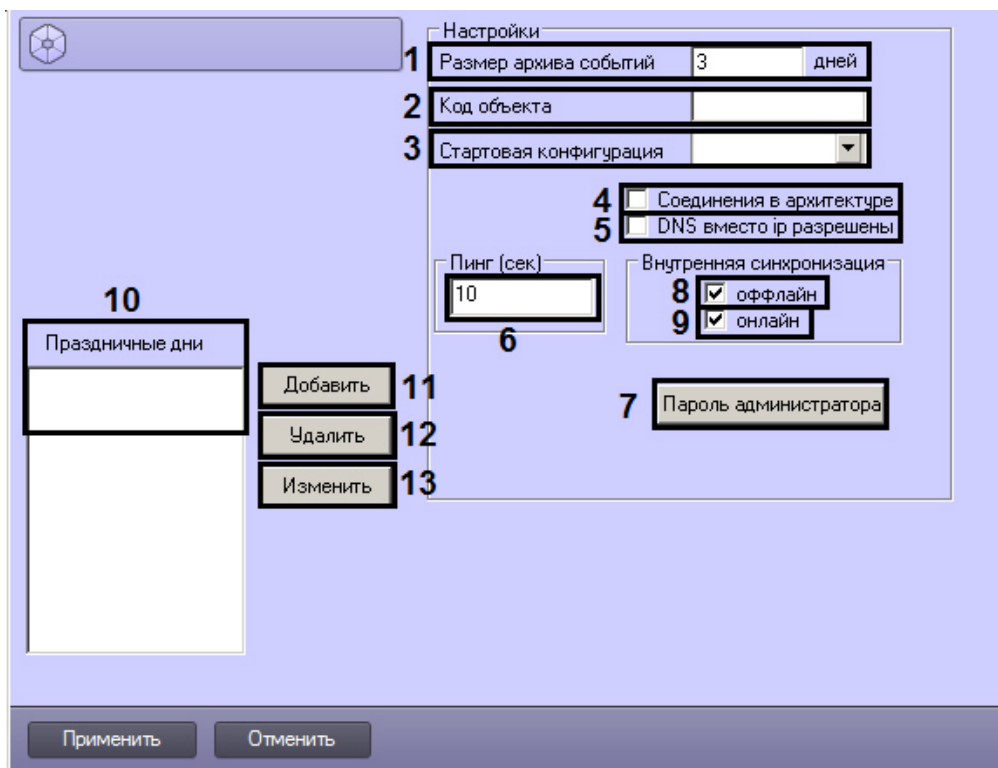 Настройки
1 Размер архива событий 3 дней
2 Код объекта
3 Стартовая конфигурация
4 Соединения в архитектуре
5 DNS вместо ip разрешены
Пинг (сек)
10
6
Внутренняя синхронизация
8 оффлайн
9 онлайн
7 Пароль администратора
10
Праздничные дни
Добавить 11
Удалить 12
Изменить 13
Применить Отменить